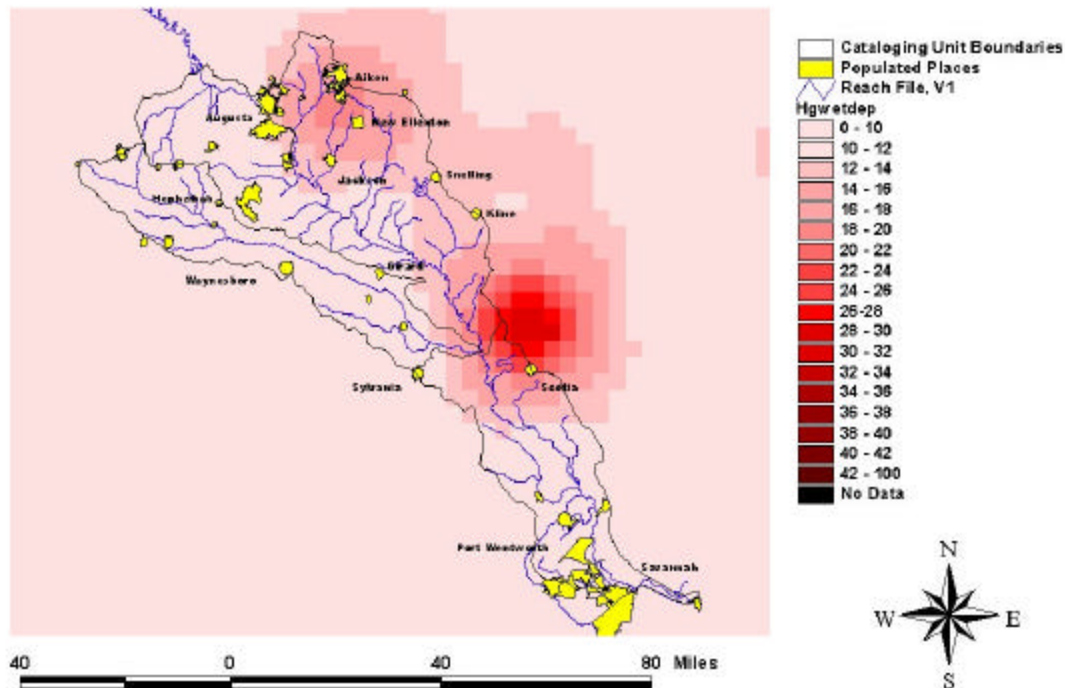 Cataloging Unit Boundaries
Populated Places
Reach File, V1
Hgwetdep
0 - 10
10 - 12
12 - 14
14 - 16
16 - 18
18 - 20
20 - 22
22 - 24
24 - 26
26-28
28 - 30
30 - 32
32 - 34
34 - 36
36 - 38
38 - 40
40 - 42
42 - 100
No Data
Aiken
Augusta
New Ellenton
Jackson
Snelling
Hephzibah
Kline
Girard
Waynesboro
Sylvania
Scotia
Port Wentworth
Savannah
N
W E
S
40 0 40 80 Miles